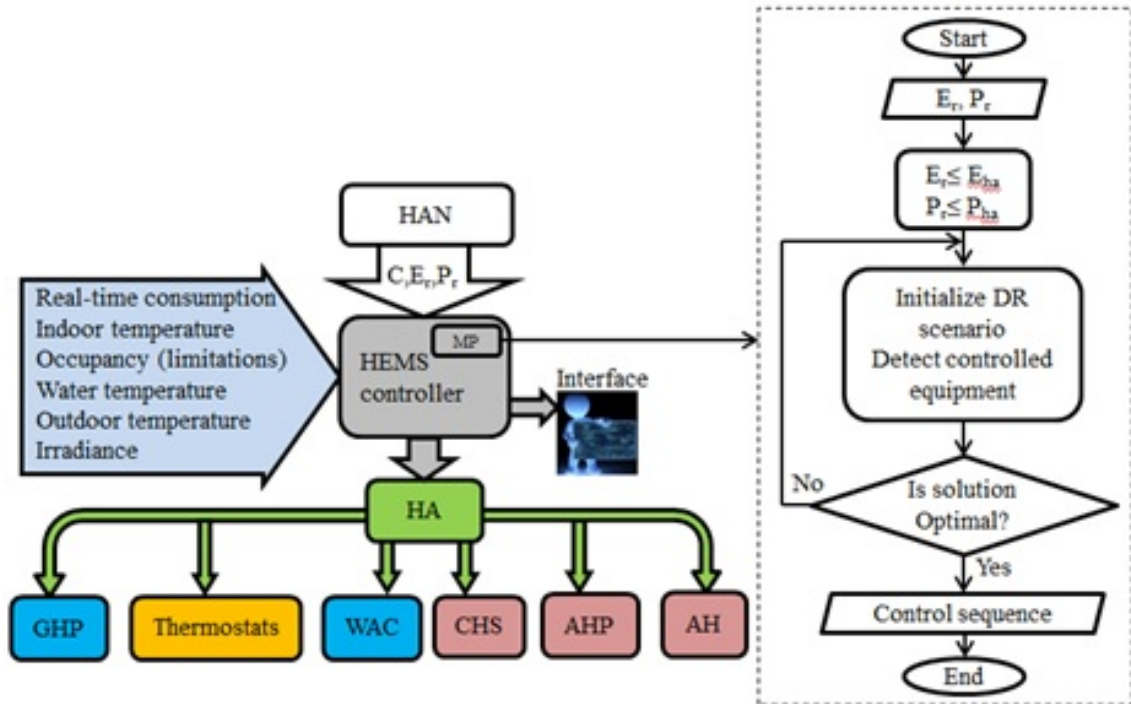 HAN
C,Eᵣ,Pᵣ
Real-time consumption
Indoor temperature
Occupancy (limitations)
Water temperature
Outdoor temperature
Irradiance
MP
HEMS
controller
Interface
HA
GHP
Thermostats
WAC
CHS
AHP
AH
Start
Eᵣ, Pᵣ
Eᵣ≤ Eha
Pᵣ≤ Pha
Initialize DR
scenario
Detect controlled
equipment
No
Is solution
Optimal?
Yes
Control sequence
End